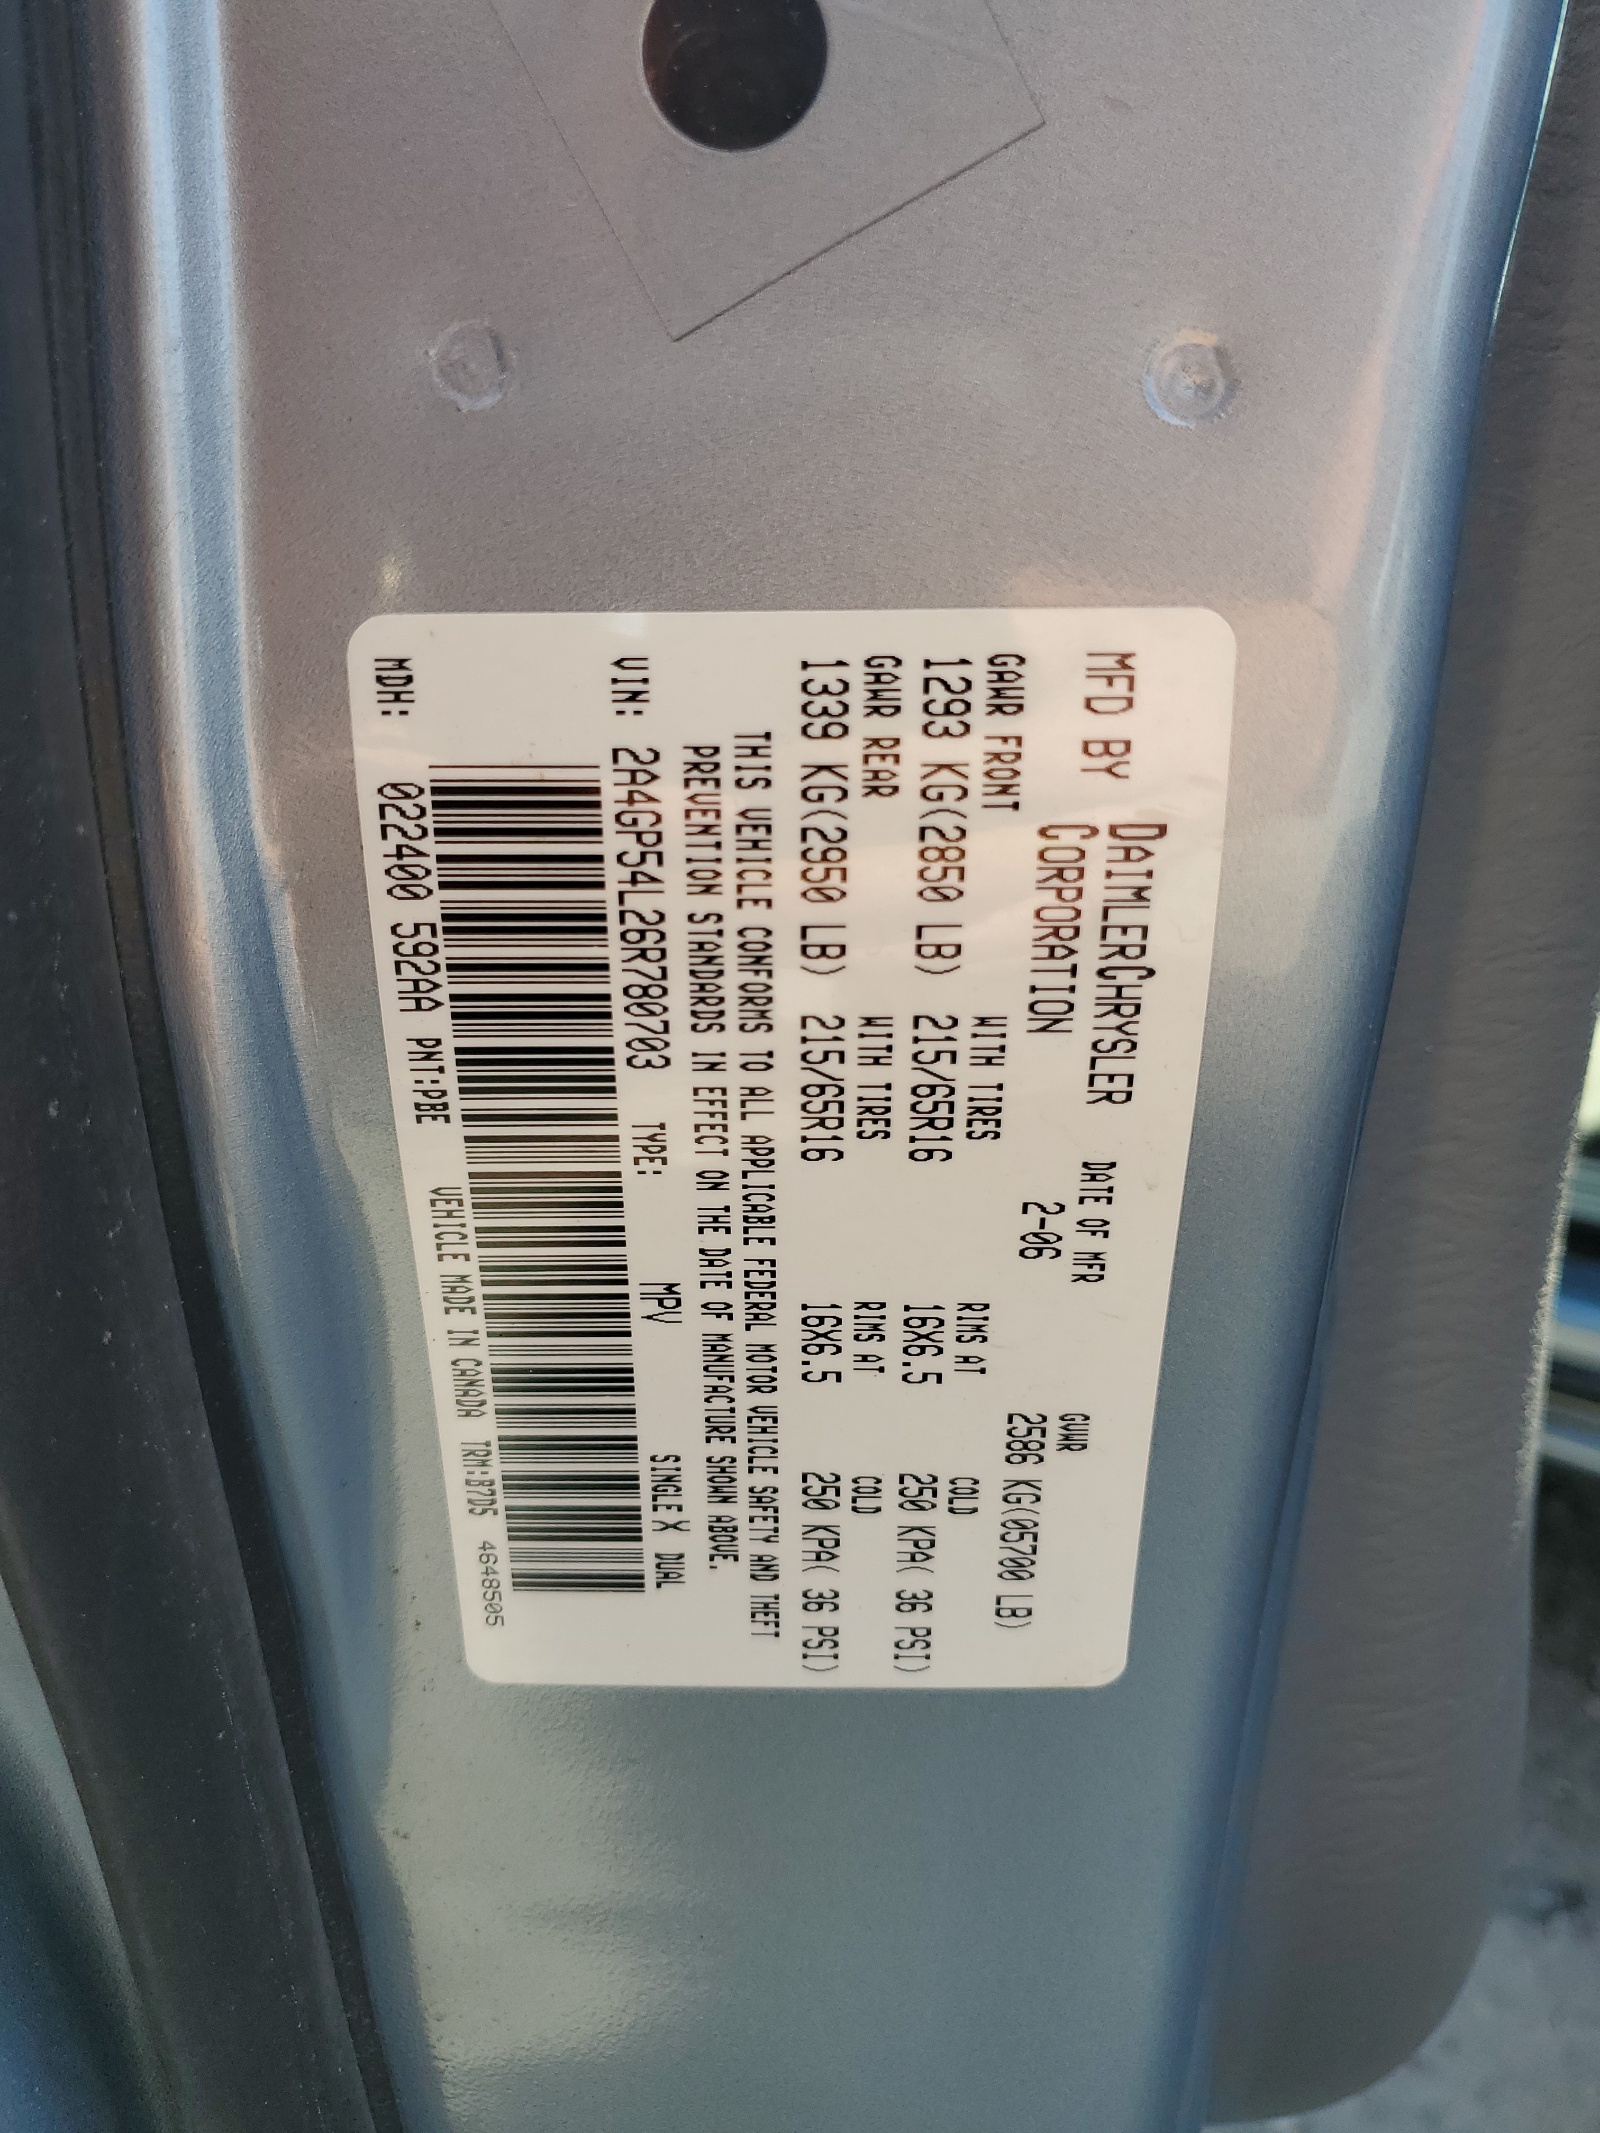 MFD BY DAIMLERCHRYSLER CORPORATION
DATE OF MFR 2-06
GVWR 2586 KG(05700 LB)
GAWR FRONT WITH TIRES RIMS AT COLD
1293 KG(2850 LB) 215/65R16 16X6.5 250 KPA( 36 PSI)
GAWR REAR WITH TIRES RIMS AT COLD
1339 KG(2950 LB) 215/65R16 16X6.5 250 KPA( 36 PSI)
THIS VEHICLE CONFORMS TO ALL APPLICABLE FEDERAL MOTOR VEHICLE SAFETY AND THEFT
PREVENTION STANDARDS IN EFFECT ON THE DATE OF MANUFACTURE SHOWN ABOVE.
VIN: 2A4GP54L26R780703 TYPE: MPV SINGLE X DUAL
MDH: 022400 592AA PNT:PBE VEHICLE MADE IN CANADA TRM:B7D5 4648505